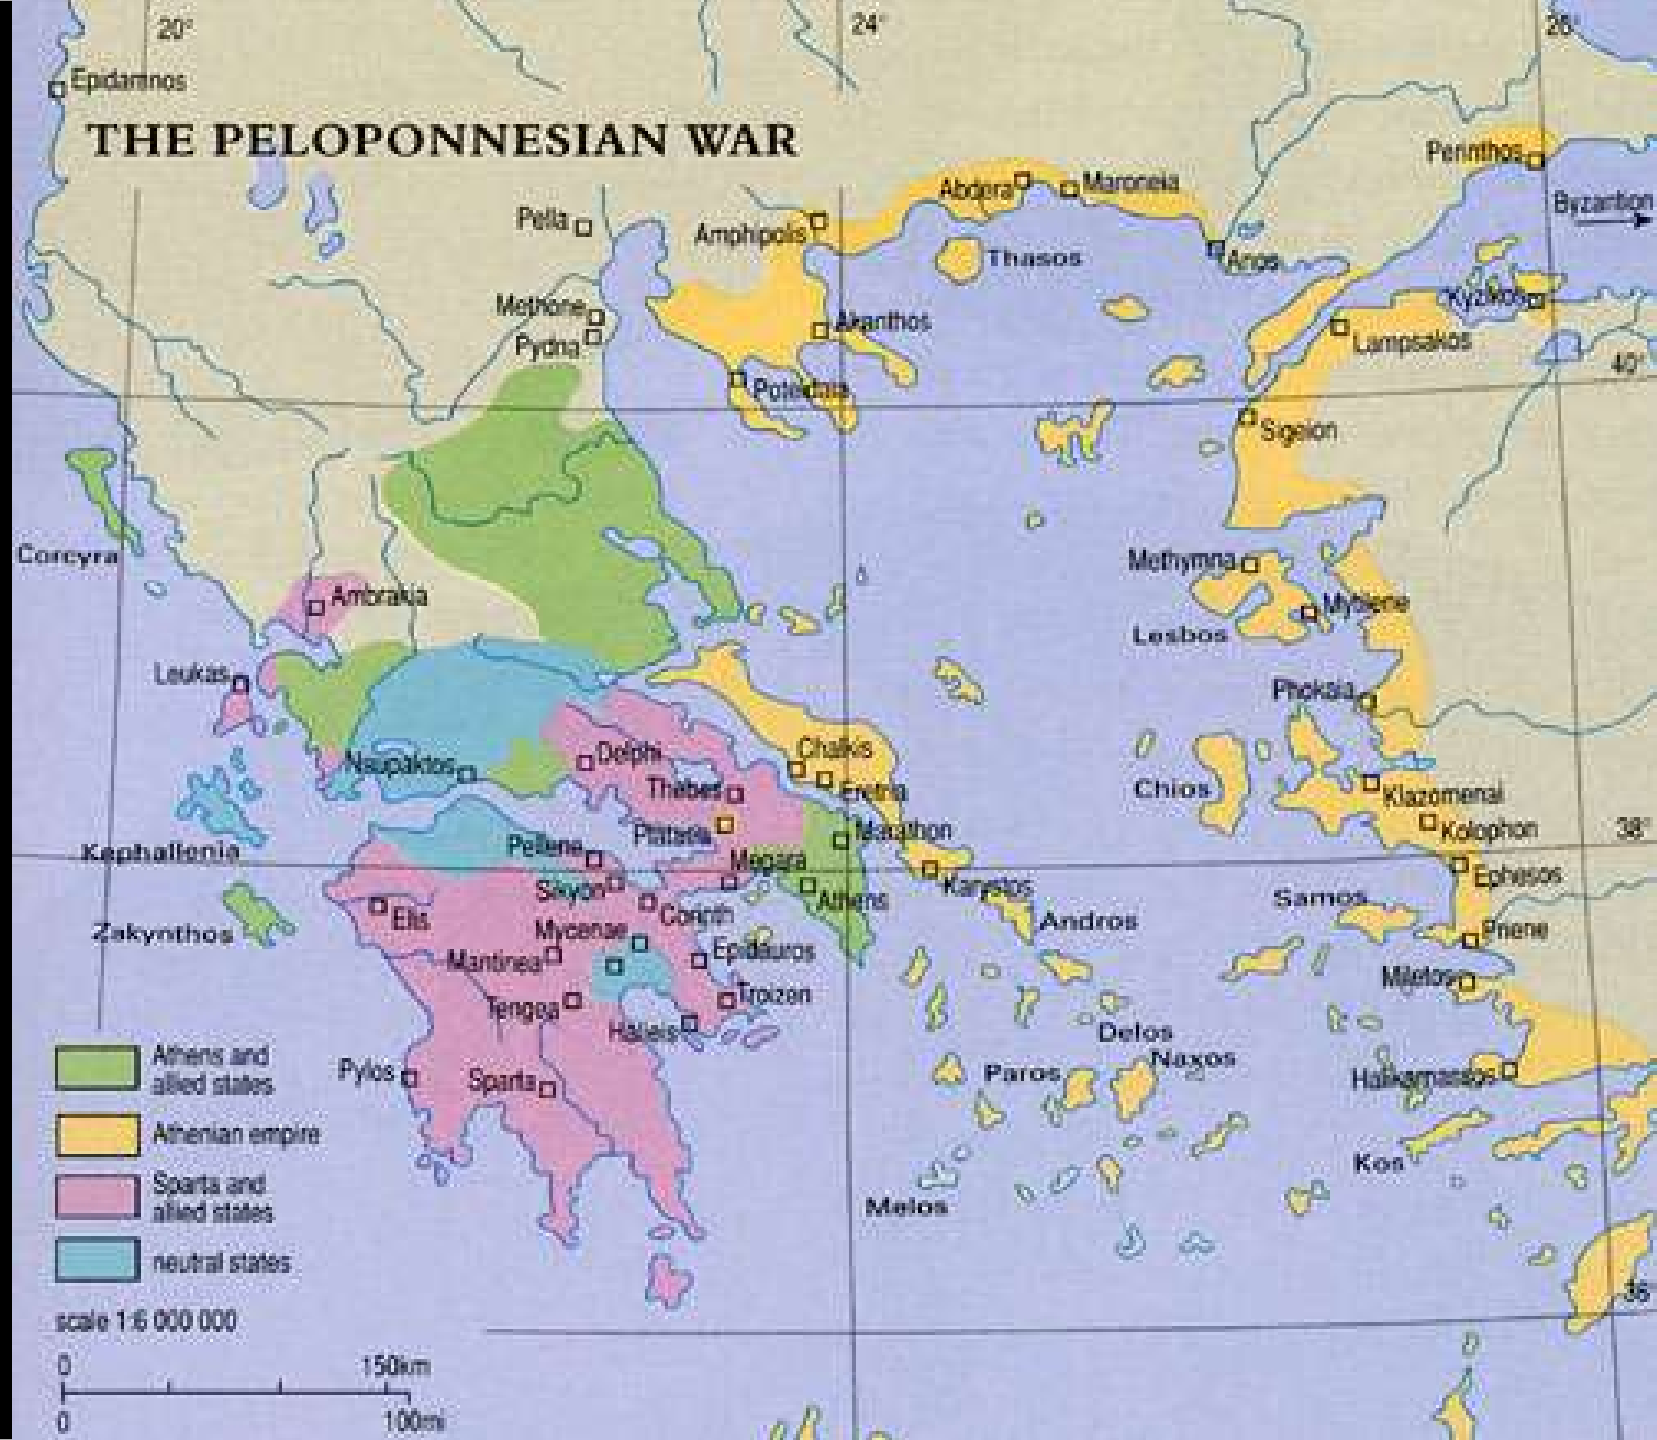 20°
24°
26°
Epidamnos
THE PELOPONNESIAN WAR
Perinthos
Abdera
Maroneia
Byzantion
Pella
Amphipolis
Thasos
Ainos
Kyzikos
Methone
Akanthos
Pydna
Lampsakos
40°
Poteidaia
Sigeion
Corcyra
Methymna
Ambrakia
Mytilene
Lesbos
Leukas
Phokaia
Chalkis
Delphi
Naupaktos
Thebes
Eretria
Chios
Klazomenai
Plataea
Marathon
Kolophon
38°
Pellene
Megara
Kephallenia
Sikyon
Karystos
Ephesos
Athens
Samos
Elis
Corinth
Andros
Zakynthos
Mycenae
Epidauros
Priene
Mantinea
Miletos
Tengea
Troizen
Halieis
Delos
Athens and
allied states
Naxos
Pylos
Sparta
Paros
Halikarnassos
Athenian empire
Kos
Sparta and
allied states
Melos
neutral states
36°
scale 1:6 000 000
0
150km
0
100mi